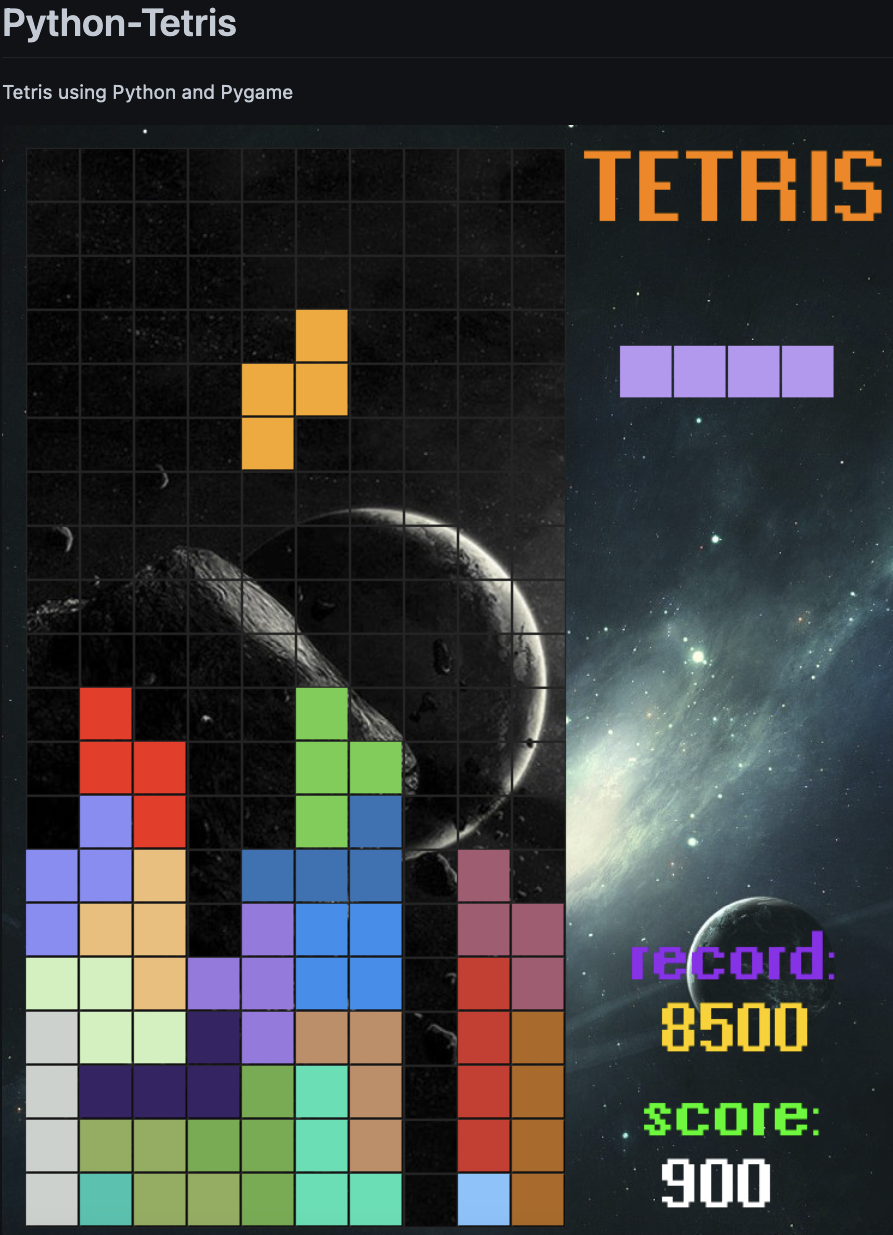 Python-Tetris
Tetris using Python and Pygame
TETRIS
record:
8500
score:
900